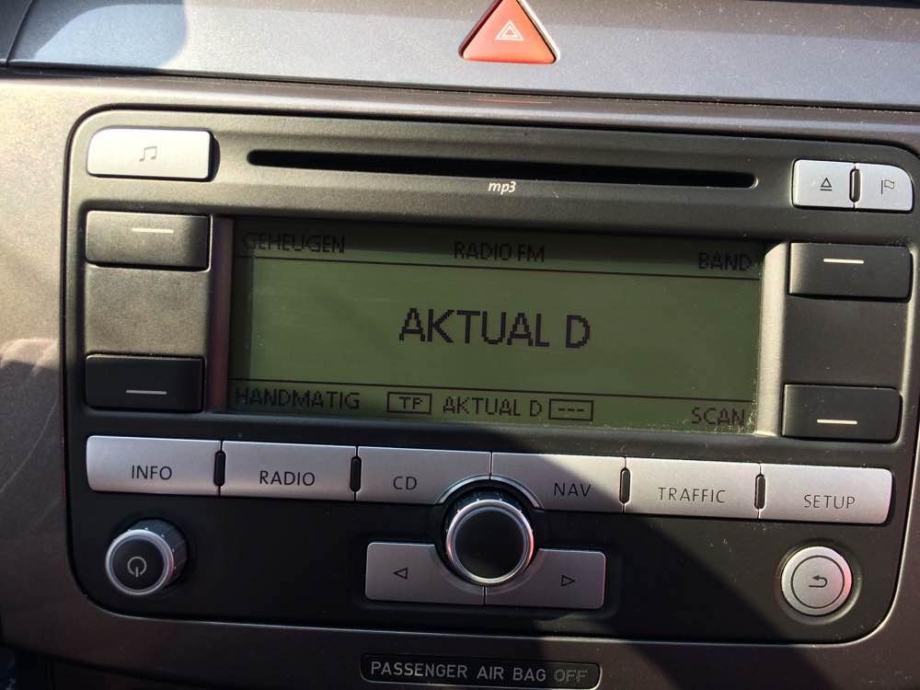 mp3
GEHEUGEN RADIO FM BAND
AKTUAL D
HANDMATIG TP AKTUAL D --- SCAN
INFO RADIO CD NAV TRAFFIC SETUP
PASSENGER AIR BAG OFF